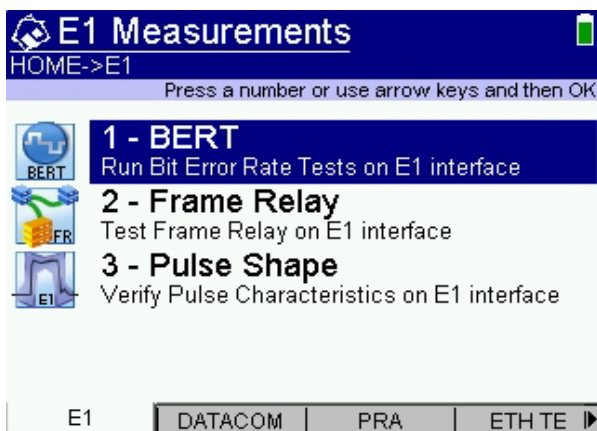 E1 Measurements
HOME->E1
Press a number or use arrow keys and then OK
BERT
1 - BERT
Run Bit Error Rate Tests on E1 interface
FR
2 - Frame Relay
Test Frame Relay on E1 interface
E1
3 - Pulse Shape
Verify Pulse Characteristics on E1 interface
E1 DATACOM PRA ETH TE